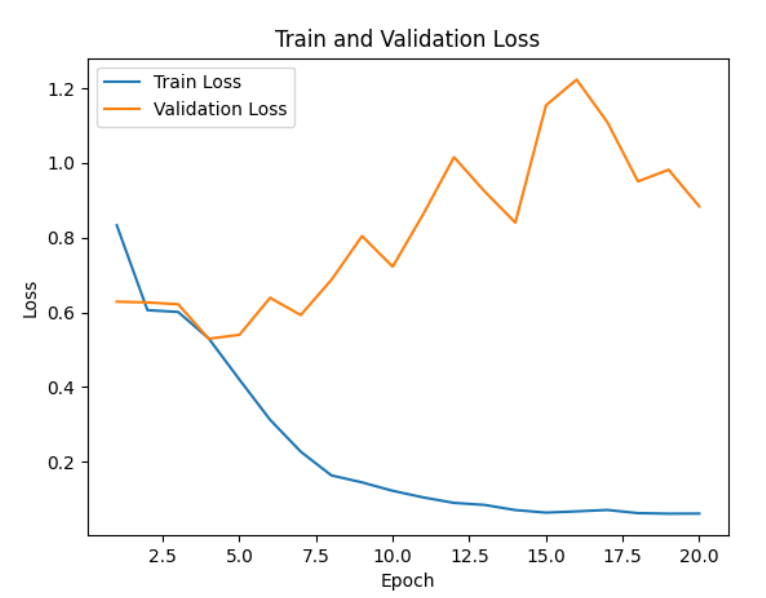 Train and Validation Loss
Train Loss
Validation Loss
1.2
1.0
0.8
0.6
0.4
0.2
Loss
2.5 5.0 7.5 10.0 12.5 15.0 17.5 20.0
Epoch